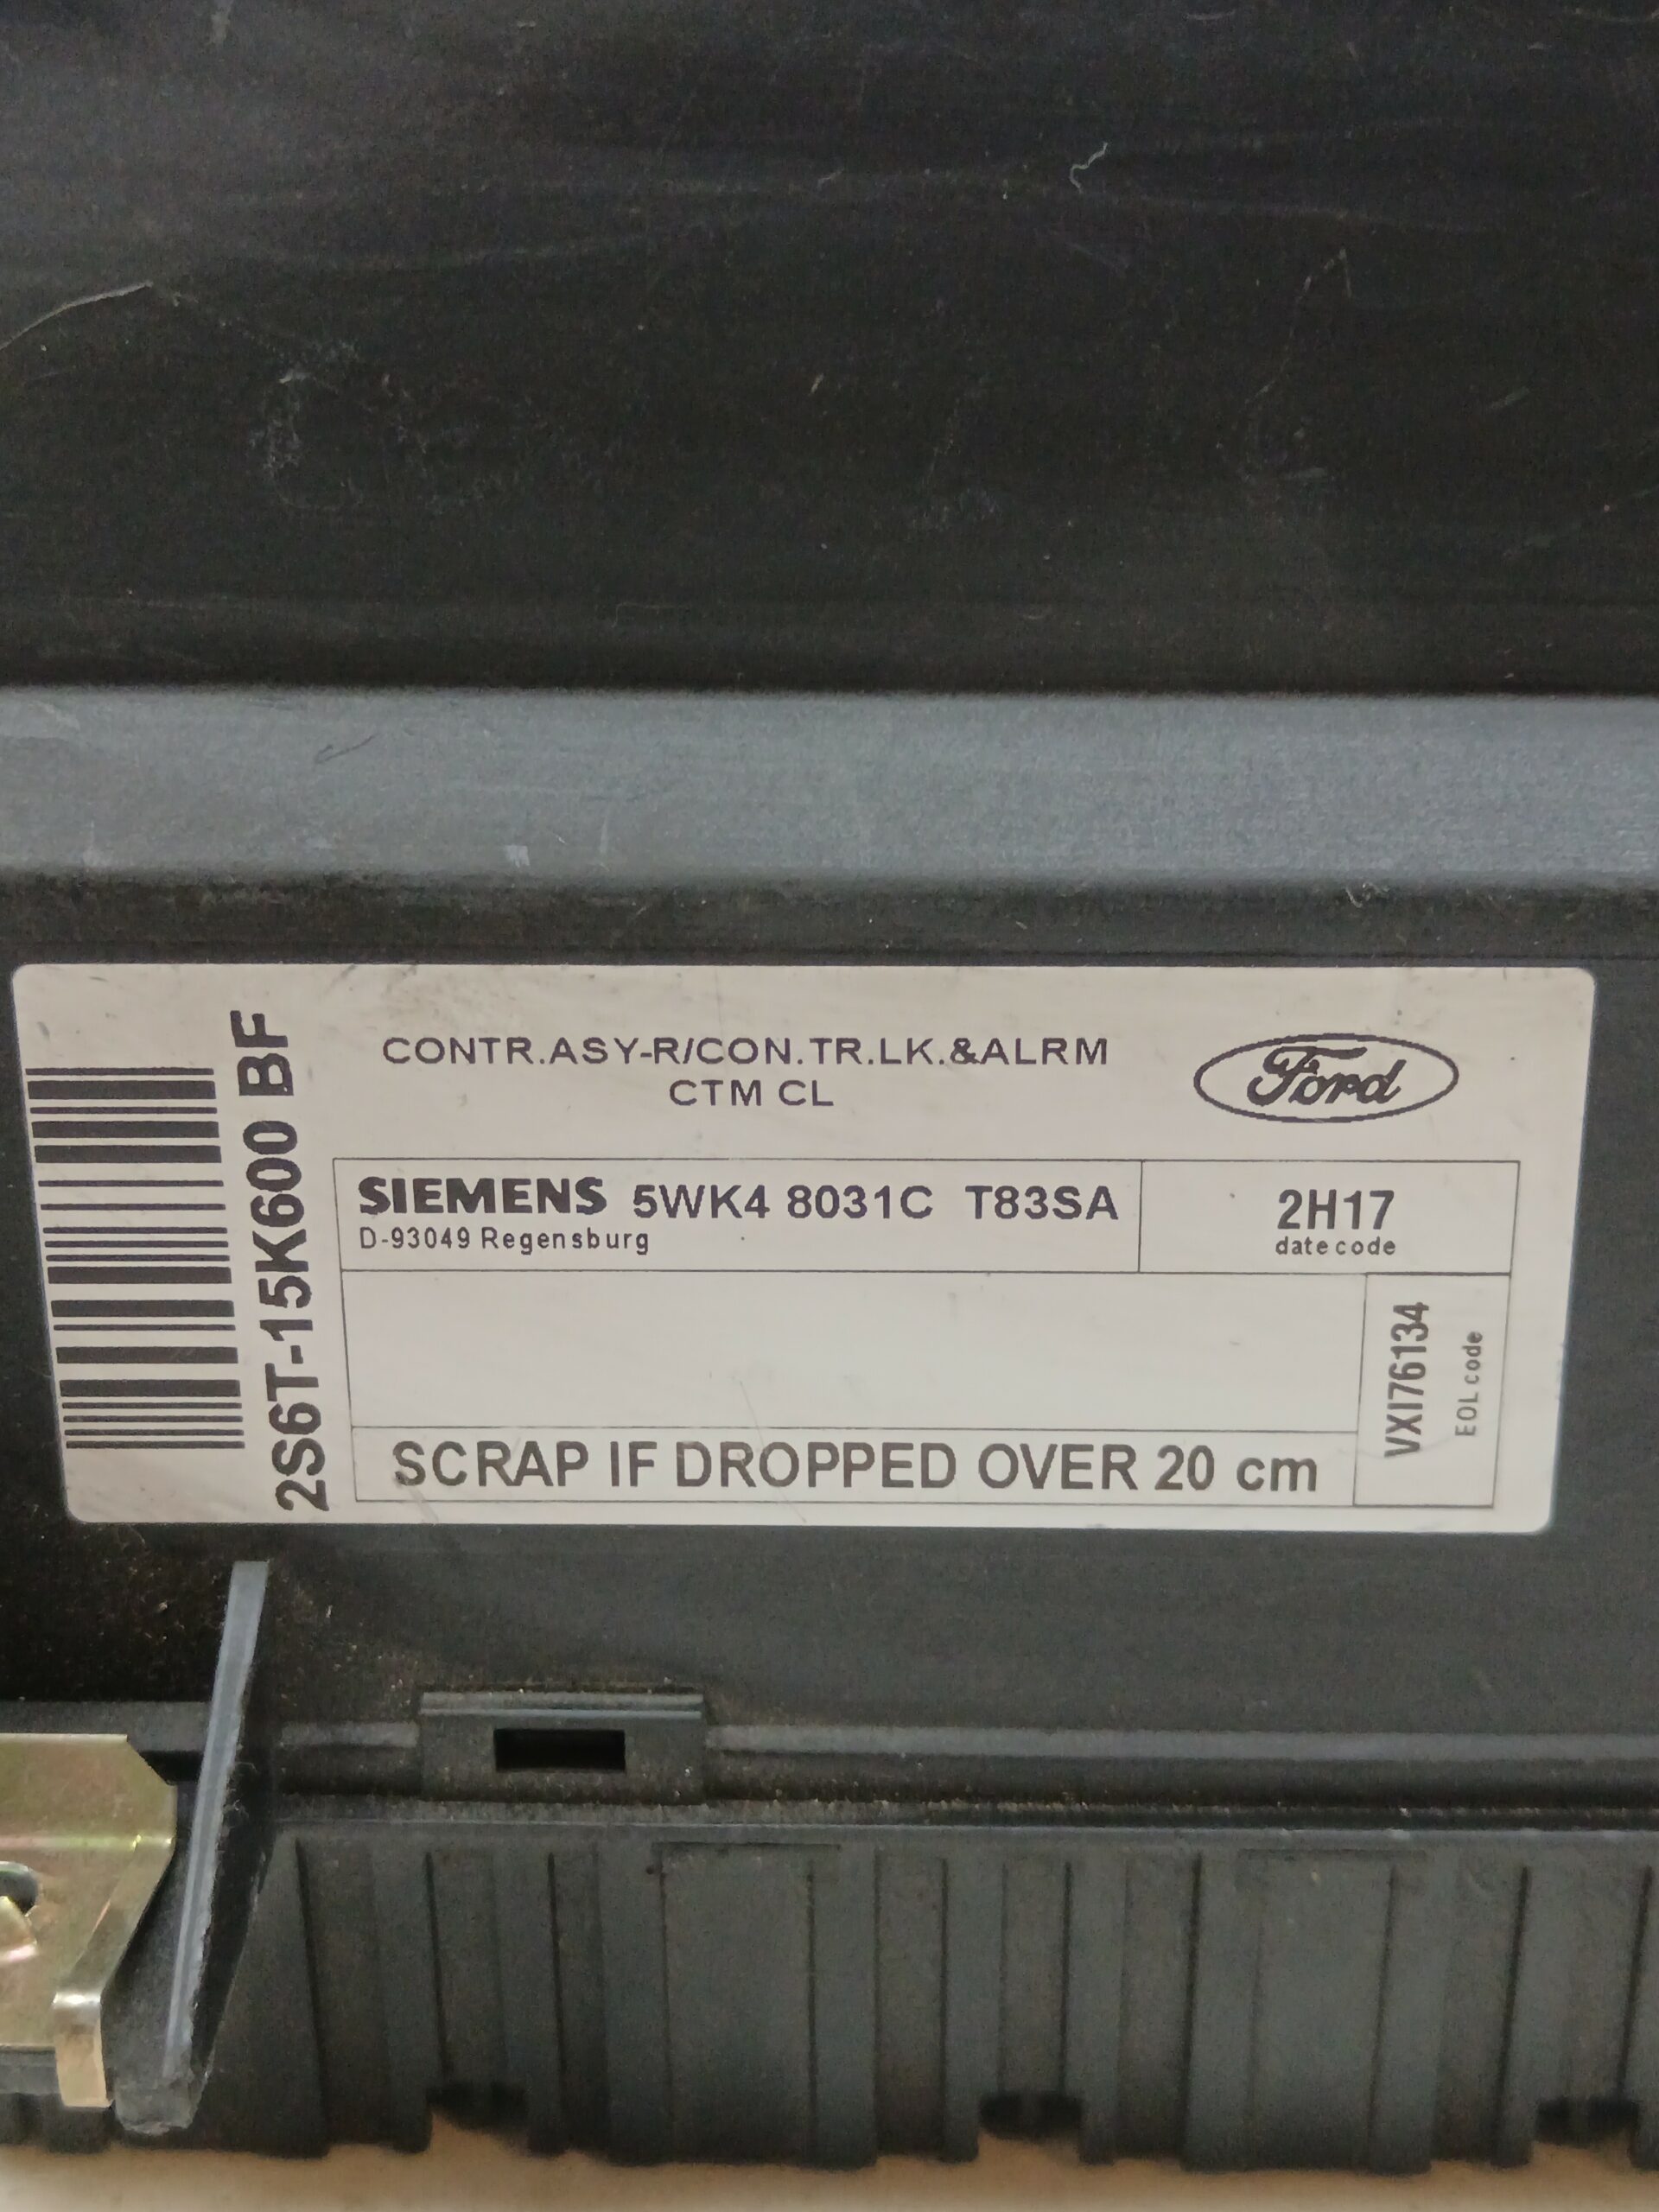 2S6T-15K600 BF
CONTR.ASY-R/CON.TR.LK.&ALRM
CTM CL
Ford
SIEMENS 5WK4 8031C T83SA
D-93049 Regensburg
2H17
date code
VXI76134
EOL code
SCRAP IF DROPPED OVER 20 cm